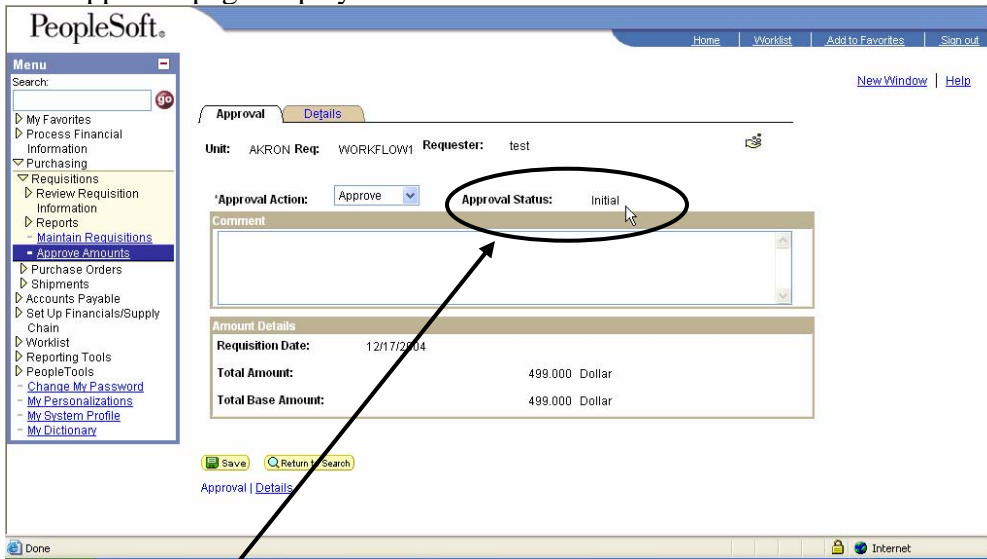 PeopleSoft®
Home Worklist Add to Favorites Sign out
Menu
Search:
go
My Favorites
Process Financial
Information
Purchasing
Requisitions
Review Requisition
Information
Reports
- Maintain Requisitions
- Approve Amounts
Purchase Orders
Shipments
Accounts Payable
Set Up Financials/Supply
Chain
Worklist
Reporting Tools
PeopleTools
- Change My Password
- My Personalizations
- My System Profile
- My Dictionary
New Window | Help
Approval Details
Unit: AKRON Req: WORKFLOW1 Requester: test
*Approval Action: Approve Approval Status: Initial
Comment
Amount Details
Requisition Date: 12/17/2004
Total Amount: 499.000 Dollar
Total Base Amount: 499.000 Dollar
Save Return to Search
Approval | Details
Done Internet